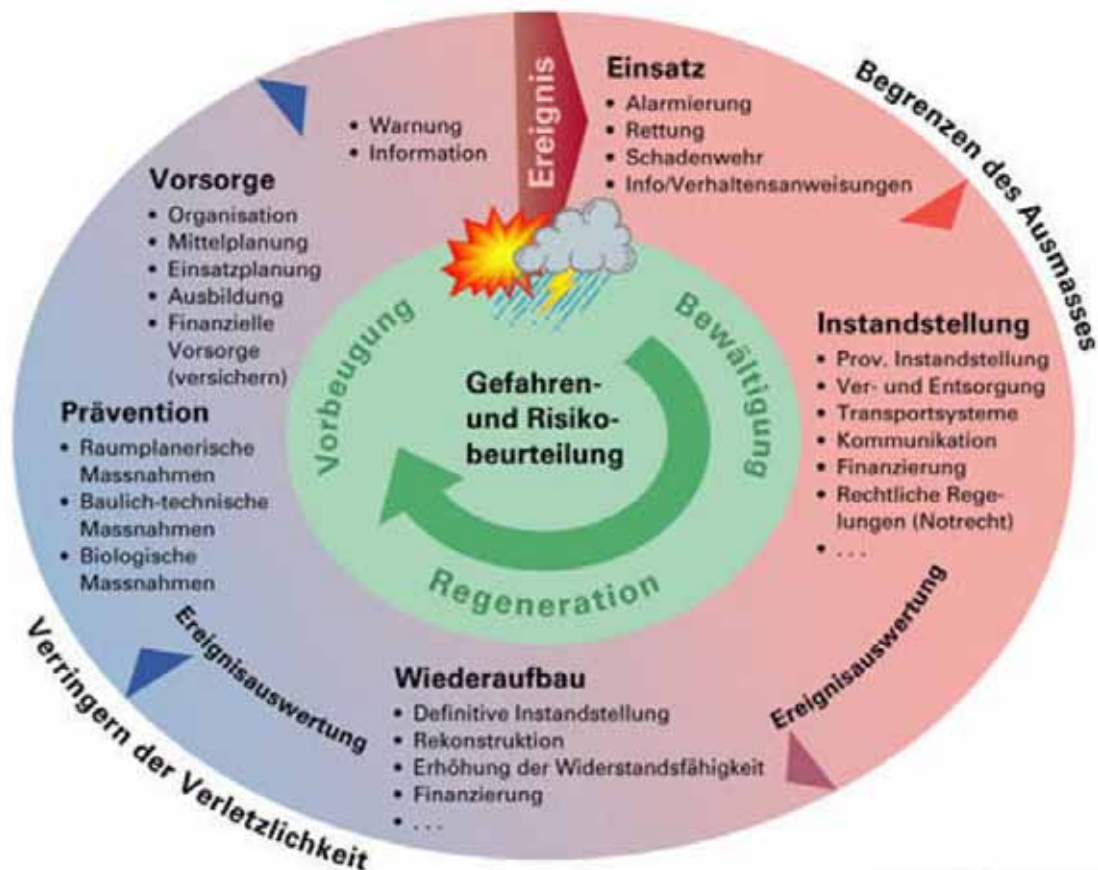 Ereignis
Einsatz
• Alarmierung
• Rettung
• Schadenwehr
• Info/Verhaltensanweisungen
Begrenzen des Ausmasses
Instandstellung
• Prov. Instandstellung
• Ver- und Entsorgung
• Transportsysteme
• Kommunikation
• Finanzierung
• Rechtliche Rege-
lungen (Notrecht)
• . . .
Ereignisauswertung
Wiederaufbau
• Definitive Instandstellung
• Rekonstruktion
• Erhöhung der Widerstandsfähigkeit
• Finanzierung
• . . .
Ereignisauswertung
Verringern der Verletzlichkeit
Prävention
• Raumplanerische
Massnahmen
• Baulich-technische
Massnahmen
• Biologische
Massnahmen
Vorsorge
• Organisation
• Mittelplanung
• Einsatzplanung
• Ausbildung
• Finanzielle
Vorsorge
(versichern)
• Warnung
• Information
Vorbeugung
Bewältigung
Regeneration
Gefahren-
und Risiko-
beurteilung